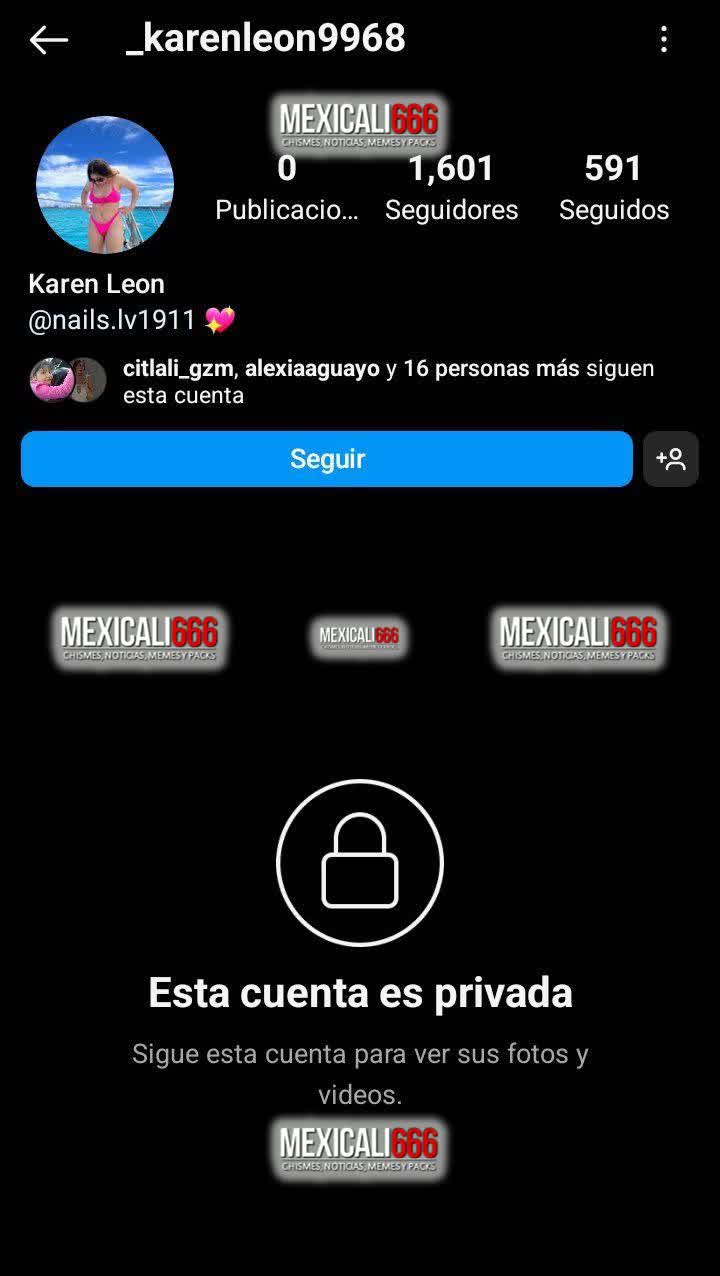 _karenleon9968
MEXICALI666
CHISMES, NOTICIAS, MEMES Y PACKS
0 1,601 591
Publicacio... Seguidores Seguidos
Karen Leon
@nails.lv1911 💖
citlali_gzm, alexiaaguayo y 16 personas más siguen
esta cuenta
Seguir
MEXICALI666 MEXICALI666 MEXICALI666
CHISMES, NOTICIAS, MEMES Y PACKS CHISMES, NOTICIAS, MEMES Y PACKS
Esta cuenta es privada
Sigue esta cuenta para ver sus fotos y
videos.
MEXICALI666
CHISMES, NOTICIAS, MEMES Y PACKS